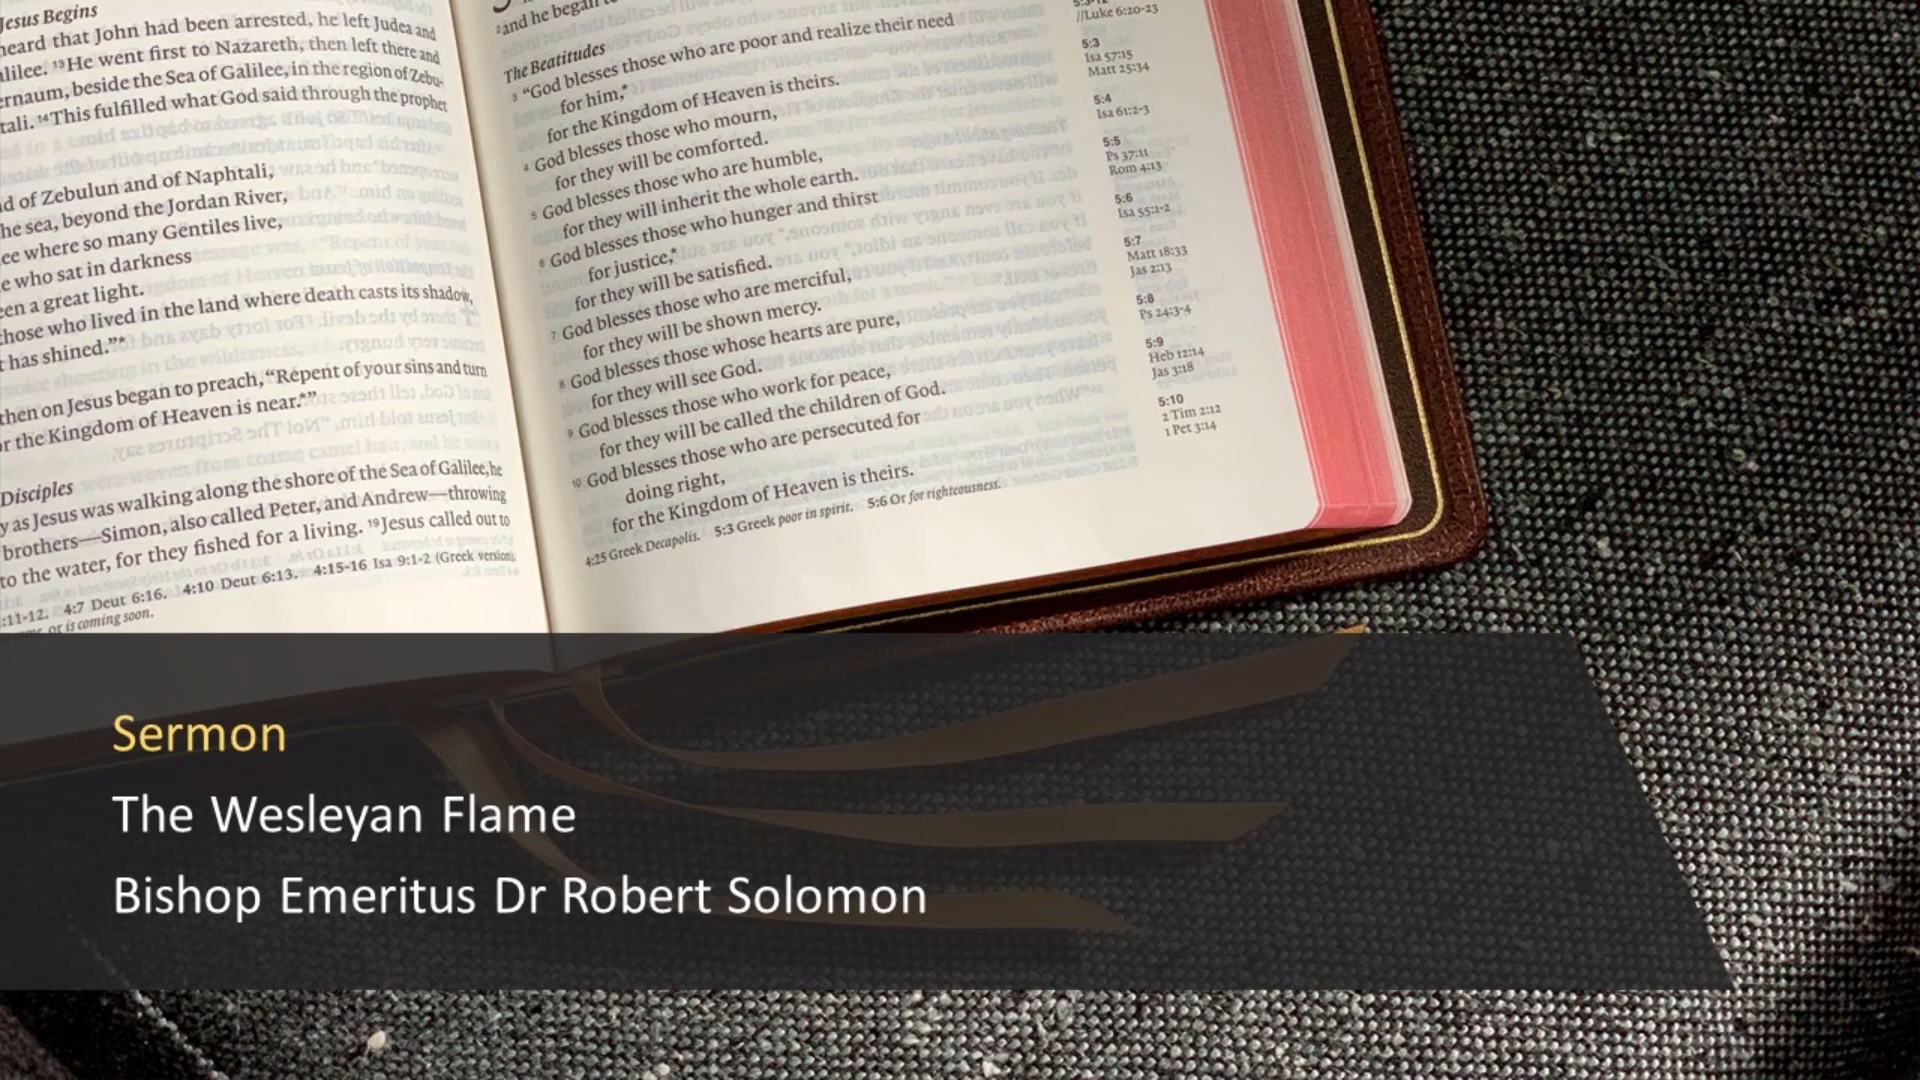 Jesus Begins
heard that John had been arrested, he left Judea and
alilee. 13He went first to Nazareth, then left there and
ernaum, beside the Sea of Galilee, in the region of Zebu-
tali. 14This fulfilled what God said through the prophet
d of Zebulun and of Naphtali,
he sea, beyond the Jordan River,
ee where so many Gentiles live,
e who sat in darkness
en a great light.
those who lived in the land where death casts its shadow,
t has shined.”*
then on Jesus began to preach, “Repent of your sins and turn
r the Kingdom of Heaven is near.*”
Disciples
y as Jesus was walking along the shore of the Sea of Galilee, he
brothers—Simon, also called Peter, and Andrew—throwing
to the water, for they fished for a living. 19Jesus called out to
:11-12. 4:7 Deut 6:16. 4:10 Deut 6:13. 4:15-16 Isa 9:1-2 (Greek version).
or is coming soon.
2and he began
The Beatitudes
3 “God blesses those who are poor and realize their need
for him,*
for the Kingdom of Heaven is theirs.
4 God blesses those who mourn,
for they will be comforted.
5 God blesses those who are humble,
for they will inherit the whole earth.
6 God blesses those who hunger and thirst
for justice,*
for they will be satisfied.
7 God blesses those who are merciful,
for they will be shown mercy.
8 God blesses those whose hearts are pure,
for they will see God.
9 God blesses those who work for peace,
for they will be called the children of God.
10 God blesses those who are persecuted for
doing right,
for the Kingdom of Heaven is theirs.
4:25 Greek Decapolis. 5:3 Greek poor in spirit. 5:6 Or for righteousness.
5:3-12
//Luke 6:20-23
5:3
Isa 57:15
Matt 25:34
5:4
Isa 61:2-3
5:5
Ps 37:11
Rom 4:13
5:6
Isa 55:1-2
5:7
Matt 18:33
Jas 2:13
5:8
Ps 24:3-4
5:9
Heb 12:14
Jas 3:18
5:10
2 Tim 2:12
1 Pet 3:14
Sermon
The Wesleyan Flame
Bishop Emeritus Dr Robert Solomon